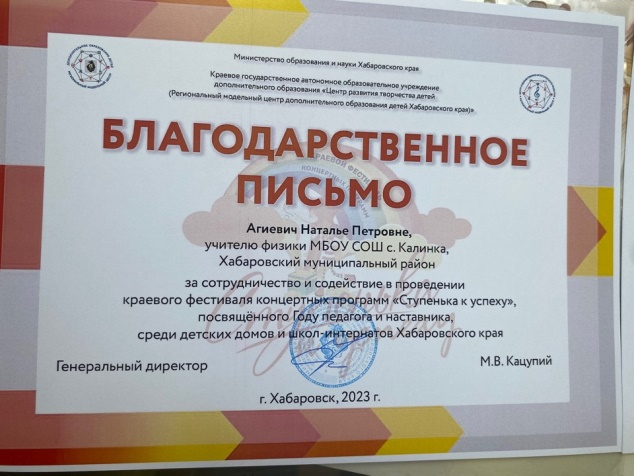 Министерство образования и науки Хабаровского края
Краевое государственное автономное образовательное учреждение
дополнительного образования «Центр развития творчества детей
(Региональный модельный центр дополнительного образования детей Хабаровского края)»
БЛАГОДАРСТВЕННОЕ
ПИСЬМО
Агиевич Наталье Петровне,
учителю физики МБОУ СОШ с. Калинка,
Хабаровский муниципальный район
за сотрудничество и содействие в проведении
краевого фестиваля концертных программ «Ступенька к успеху»,
посвящённого Году педагога и наставника,
среди детских домов и школ-интернатов Хабаровского края
Генеральный директор
М.В. Кацупий
г. Хабаровск, 2023 г.